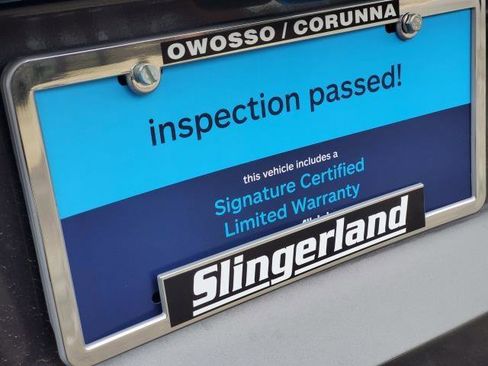 OWOSSO / CORUNNA
inspection passed!
this vehicle includes a
Signature Certified
Limited Warranty
Slingerland